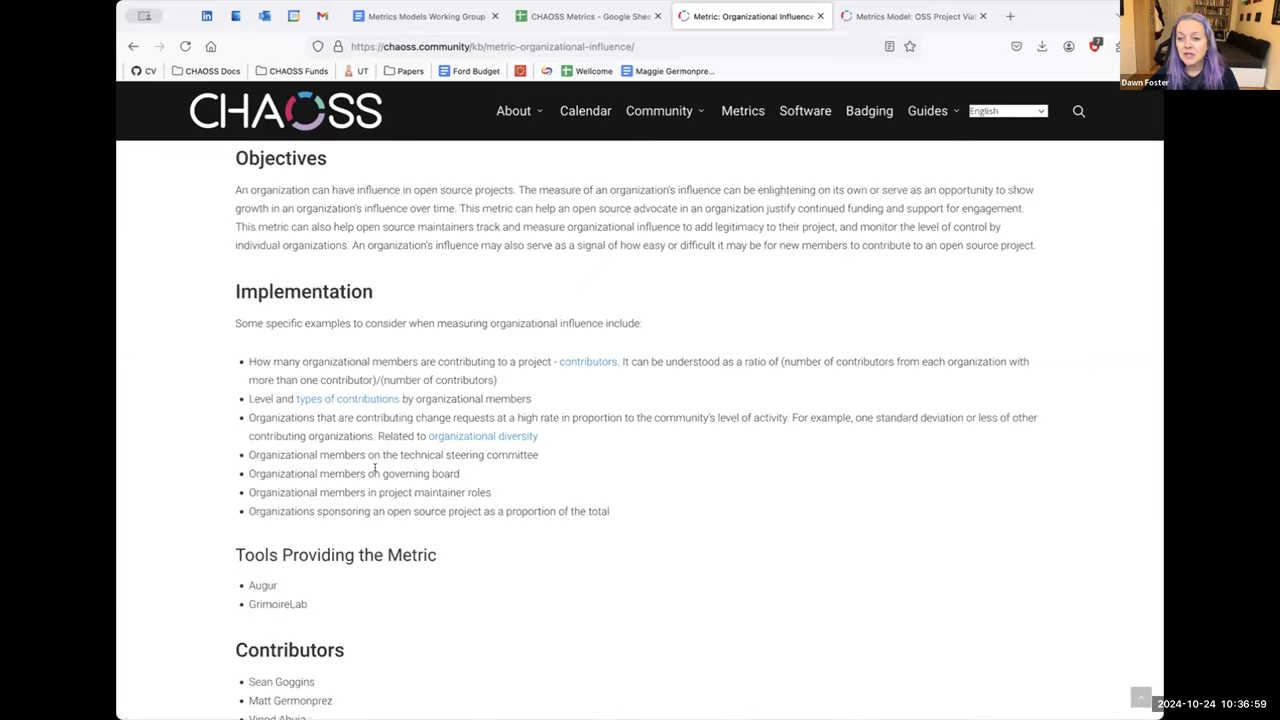 Metrics Models Working Group
CHAOSS Metrics - Google Shee
Metric: Organizational Influence
Metrics Model: OSS Project Via
https://chaoss.community/kb/metric-organizational-influence/
7
CV
CHAOSS Docs
CHAOSS Funds
UT
Papers
Ford Budget
Wellcome
Maggie Germonpre...
Dawn Foster
CHAOSS
About
Calendar
Community
Metrics
Software
Badging
Guides
English
Objectives
An organization can have influence in open source projects. The measure of an organization's influence can be enlightening on its own or serve as an opportunity to show
growth in an organization's influence over time. This metric can help an open source advocate in an organization justify continued funding and support for engagement.
This metric can also help open source maintainers track and measure organizational influence to add legitimacy to their project, and monitor the level of control by
individual organizations. An organization's influence may also serve as a signal of how easy or difficult it may be for new members to contribute to an open source project.
Implementation
Some specific examples to consider when measuring organizational influence include:
• How many organizational members are contributing to a project - contributors. It can be understood as a ratio of (number of contributors from each organization with
more than one contributor)/(number of contributors)
• Level and types of contributions by organizational members
• Organizations that are contributing change requests at a high rate in proportion to the community's level of activity. For example, one standard deviation or less of other
contributing organizations. Related to organizational diversity
• Organizational members on the technical steering committee
• Organizational members on governing board
• Organizational members in project maintainer roles
• Organizations sponsoring an open source project as a proportion of the total
Tools Providing the Metric
• Augur
• GrimoireLab
Contributors
• Sean Goggins
• Matt Germonprez
• Vinod Ahuja
2024-10-24 10:36:59